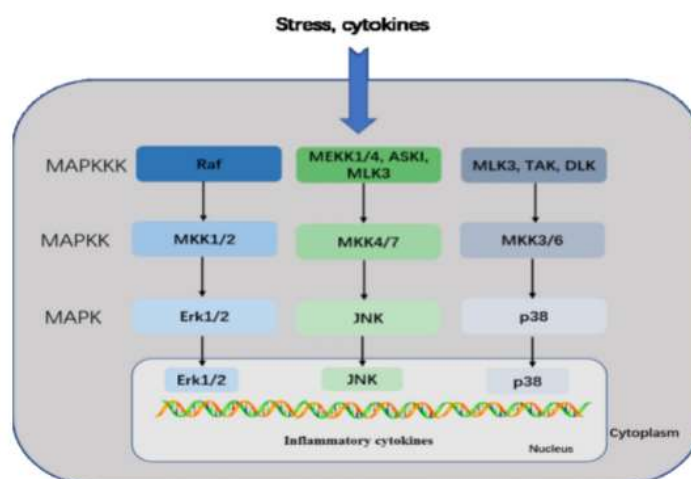 Stress, cytokines
MAPKKK
Raf
MEKK1/4, ASKI,
MLK3
MLK3, TAK, DLK
MAPKK
MKK1/2
MKK4/7
MKK3/6
MAPK
Erk1/2
JNK
p38
Erk1/2
JNK
p38
Inflammatory cytokines
Nucleus
Cytoplasm